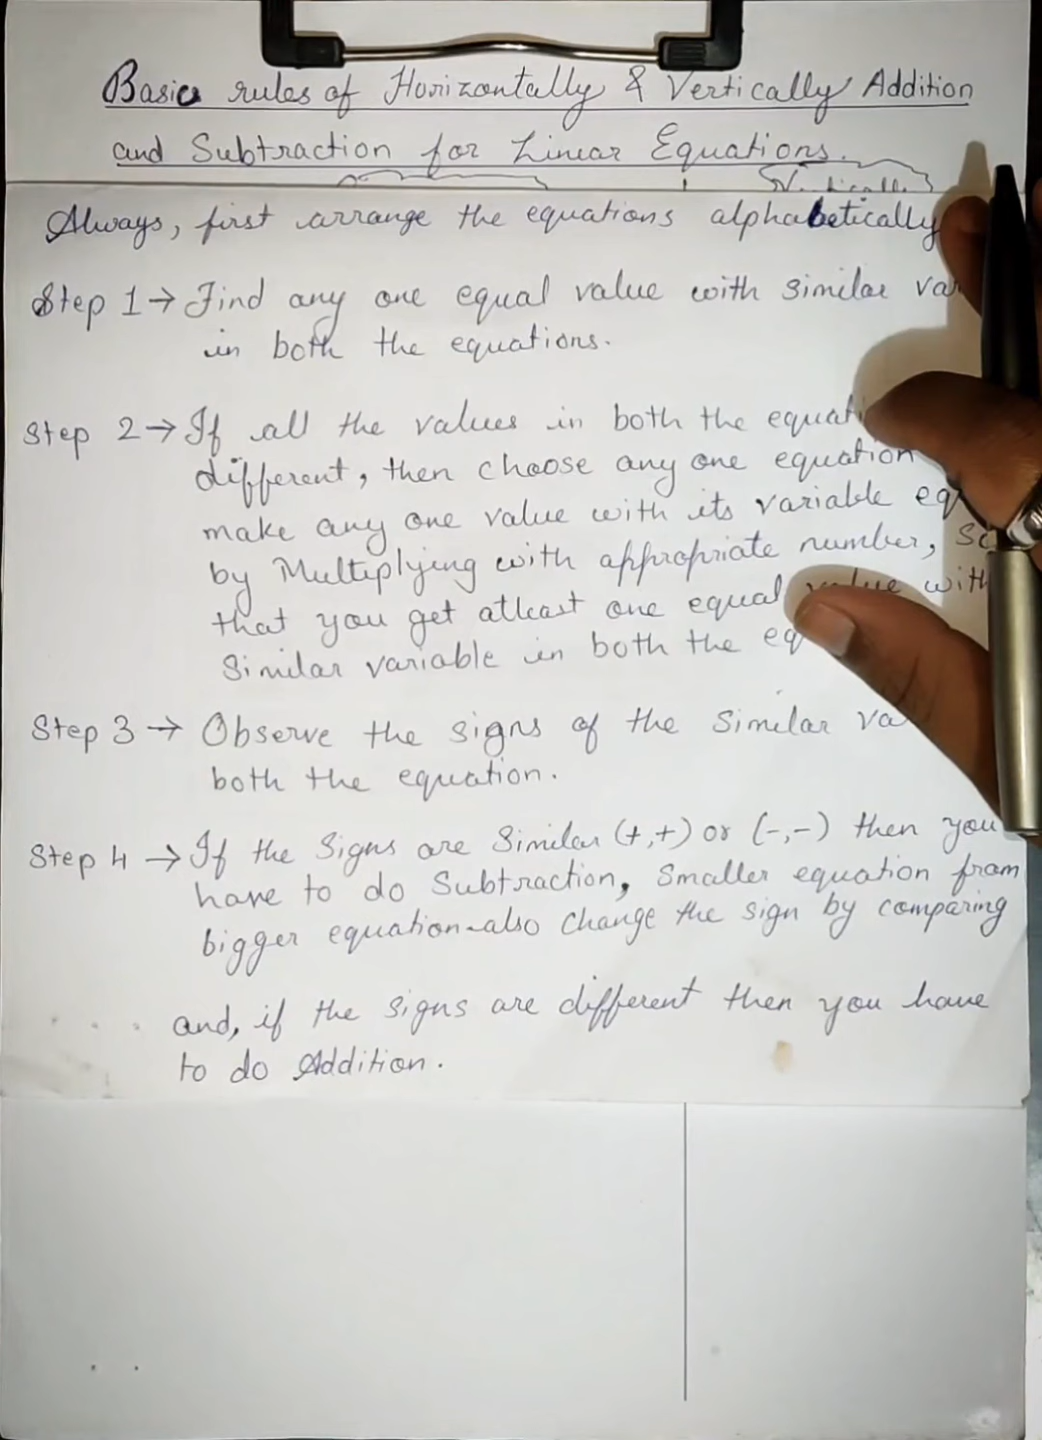 Basic rules of Horizontally & Vertically Addition
and Subtraction for Linear Equations.
Always, first arrange the equations alphabetically
Step 1 → Find any one equal value with similar
in both the equations.
Step 2 → If all the values in both the
different, then choose any one equation
make any one value with its variable
by Multiplying with appropriate number,
that you get atleast one equal value with
Similar variable in both the
Step 3 → Observe the signs of the similar
both the equation.
Step 4 → If the Signs are Similar (+,+) or (-,-) then you
have to do Subtraction, Smaller equation from
bigger equation also change the sign by comparing
and, if the signs are different then you have
to do Addition.